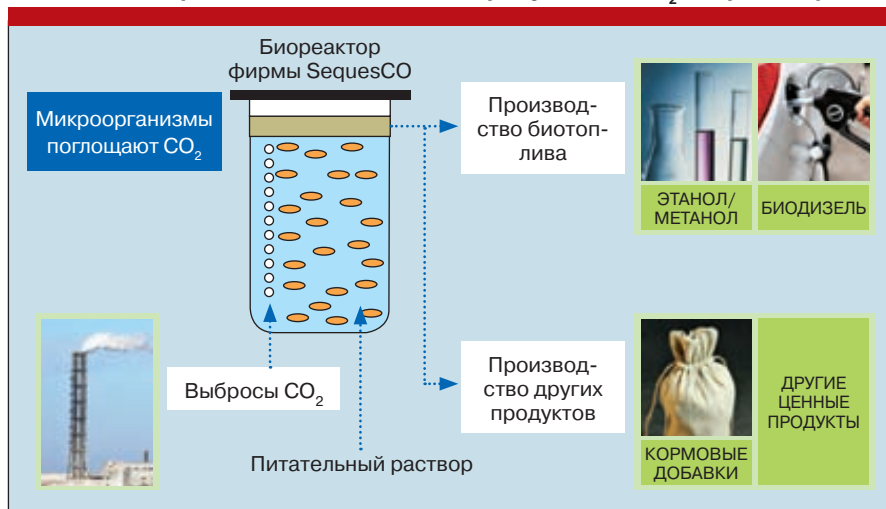 Биореактор
фирмы SequesCO
Микроорганизмы
поглощают CO₂
Производ-
ство биотоп-
лива
ЭТАНОЛ/
МЕТАНОЛ
БИОДИЗЕЛЬ
Выбросы CO₂
Питательный раствор
Производ-
ство других
продуктов
КОРМОВЫЕ
ДОБАВКИ
ДРУГИЕ
ЦЕННЫЕ
ПРОДУКТЫ